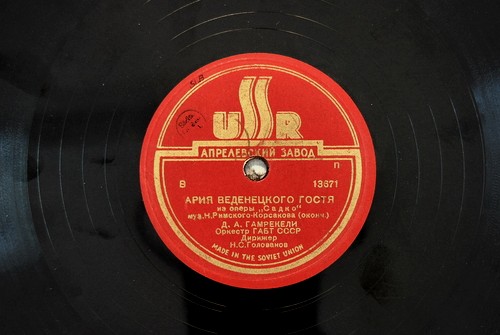 USSR
АПРЕЛЕВСКИЙ ЗАВОД
П
В 13671
АРИЯ ВЕДЕНЕЦКОГО ГОСТЯ
из оперы „Садко"
муз. Н. Римского-Корсакова (оконч.)
Д. А. ГАМРЕКЕЛИ
Оркестр ГАБТ СССР
Дирижер
Н.С.Голованов
MADE IN THE SOVIET UNION